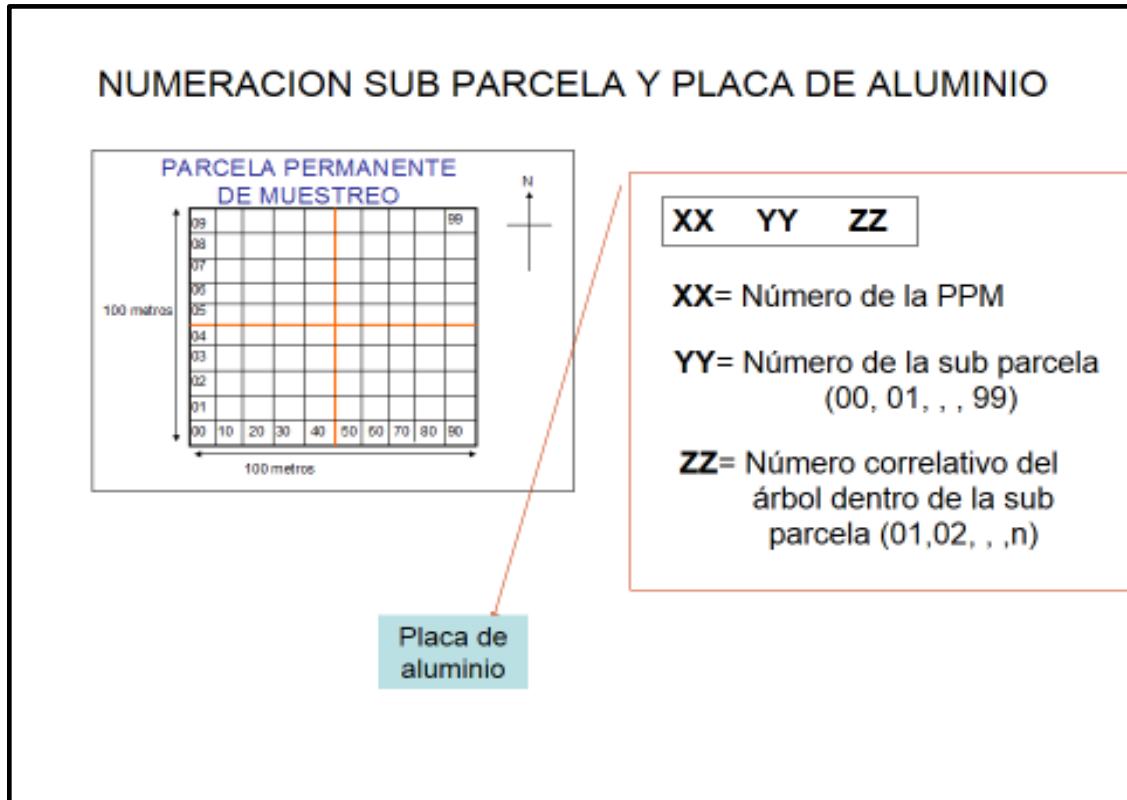 NUMERACION SUB PARCELA Y PLACA DE ALUMINIO
PARCELA PERMANENTE
DE MUESTREO
N
09
99
08
07
06
100 metros
05
04
03
02
01
00 10 20 30 40 50 60 70 80 90
100 metros
XX YY ZZ
XX= Número de la PPM
YY= Número de la sub parcela
(00, 01, , , 99)
ZZ= Número correlativo del
árbol dentro de la sub
parcela (01,02, , ,n)
Placa de
aluminio